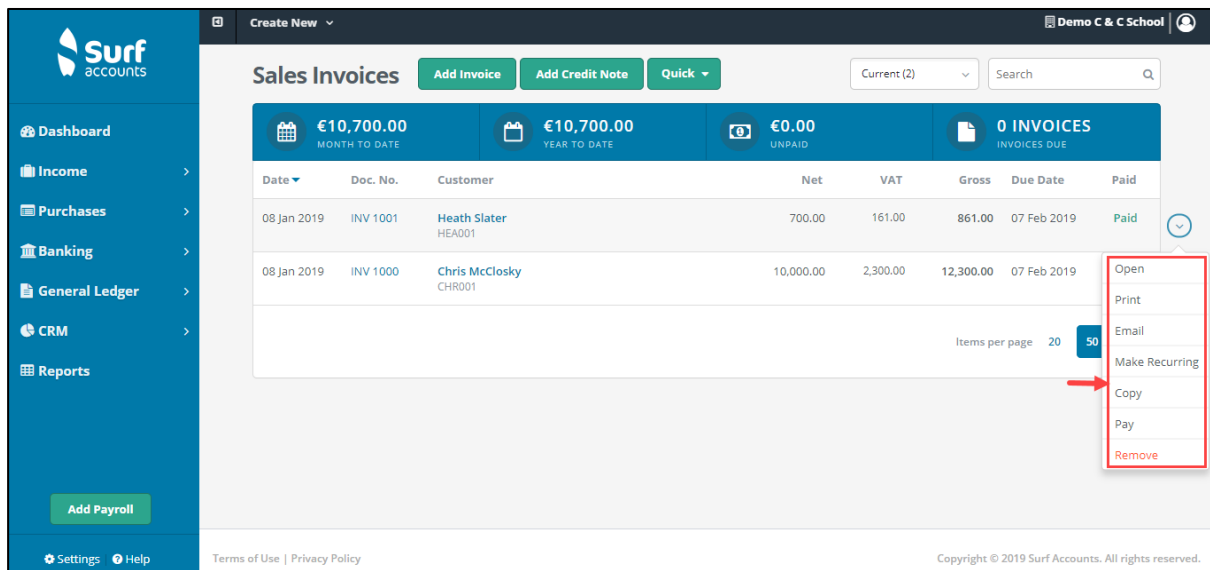 Surf
accounts
Create New
Demo C & C School
Sales Invoices
Add Invoice
Add Credit Note
Quick
Current (2)
Search
Dashboard
Income
Purchases
Banking
General Ledger
CRM
Reports
Add Payroll
Settings
Help
€10,700.00
MONTH TO DATE
€10,700.00
YEAR TO DATE
€0.00
UNPAID
0 INVOICES
INVOICES DUE
Date Doc. No. Customer Net VAT Gross Due Date Paid
08 Jan 2019 INV 1001 Heath Slater 700.00 161.00 861.00 07 Feb 2019 Paid
HEA001
08 Jan 2019 INV 1000 Chris McClosky 10,000.00 2,300.00 12,300.00 07 Feb 2019
CHR001
Items per page 20 50
Open
Print
Email
Make Recurring
Copy
Pay
Remove
Terms of Use | Privacy Policy
Copyright © 2019 Surf Accounts. All rights reserved.